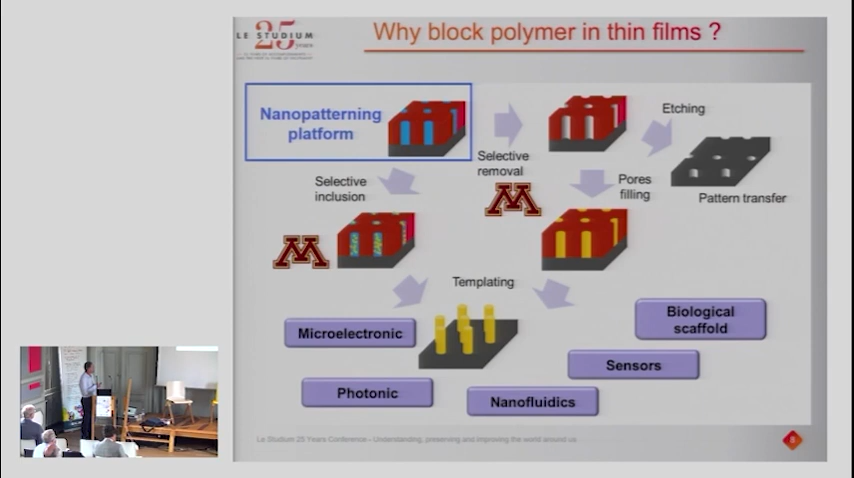 LE STUDIUM
25
years
Why block polymer in thin films ?
Nanopatterning
platform
Selective
removal
Etching
Selective
inclusion
Pores
filling
Pattern transfer
M
M
Templating
Microelectronic
Biological
scaffold
Sensors
Photonic
Nanofluidics
Le Studium 25 Years Conference – Understanding, preserving and improving the world around us
8